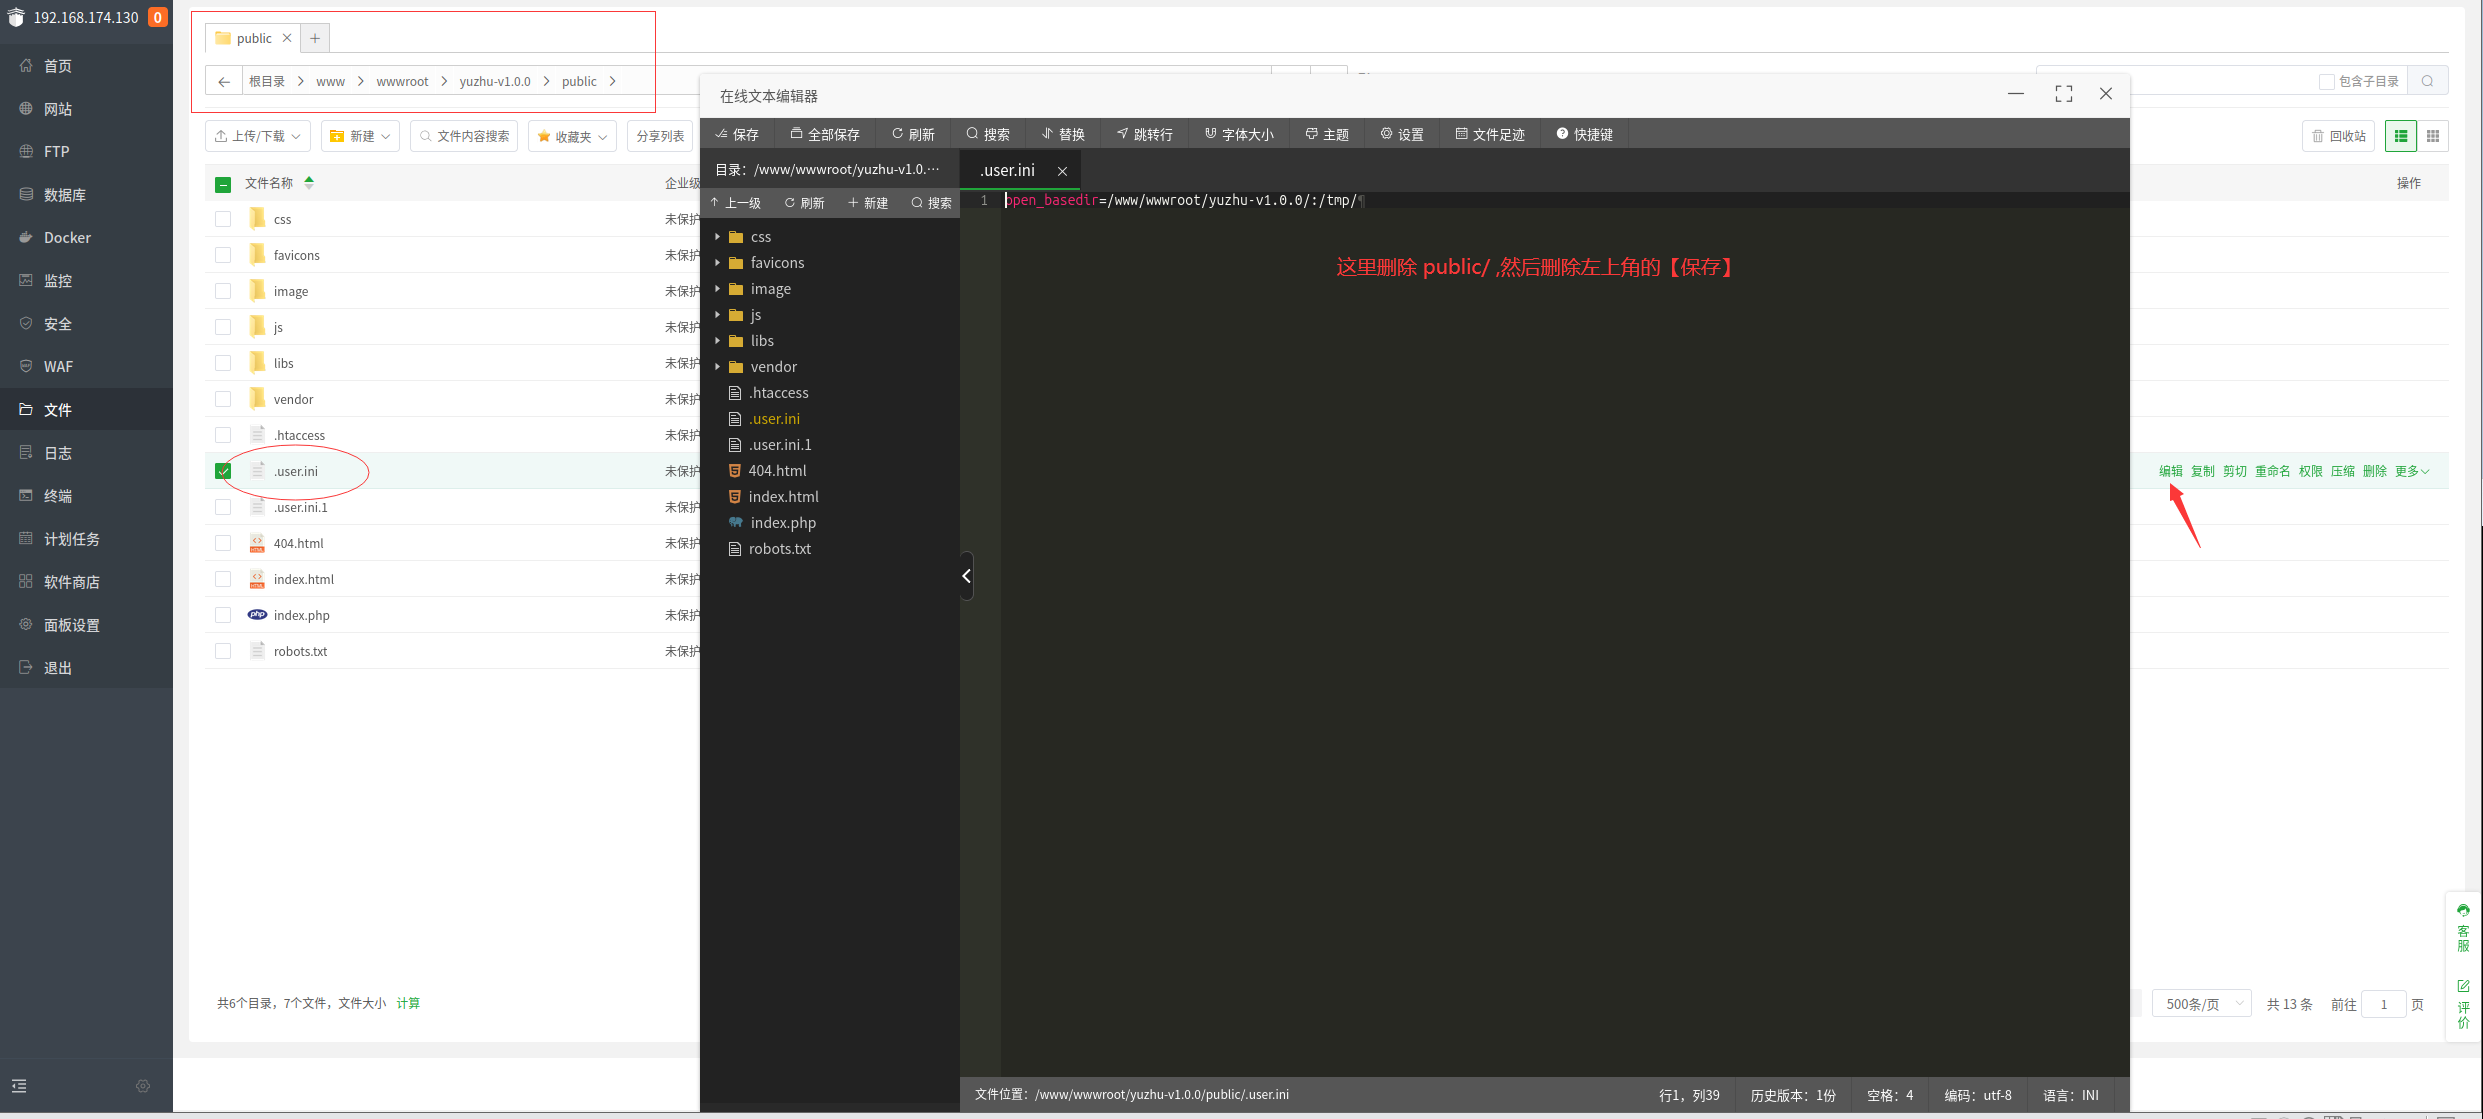 192.168.174.130 0
首页
网站
FTP
数据库
Docker
监控
安全
WAF
文件
日志
终端
计划任务
软件商店
面板设置
退出
public
根目录 www wwwroot yuzhu-v1.0.0 public
包含子目录
上传/下载 新建 文件内容搜索 收藏夹 分享列表 回收站
文件名称 企业级 操作
css 未保护
favicons 未保护
image 未保护
js 未保护
libs 未保护
vendor 未保护
.htaccess 未保护
.user.ini 未保护 编辑 复制 剪切 重命名 权限 压缩 删除 更多
.user.ini.1 未保护
404.html 未保护
index.html 未保护
php index.php 未保护
robots.txt 未保护
共6个目录，7个文件，文件大小 计算
500条/页 共 13 条 前往 1 页
客服
评价
在线文本编辑器
保存 全部保存 刷新 搜索 替换 跳转行 字体大小 主题 设置 文件足迹 快捷键
目录：/www/wwwroot/yuzhu-v1.0.…
上一级 刷新 新建 搜索
css
favicons
image
js
libs
vendor
.htaccess
.user.ini
.user.ini.1
404.html
index.html
index.php
robots.txt
.user.ini
1 open_basedir=/www/wwwroot/yuzhu-v1.0.0/:/tmp/¶
这里删除 public/ ,然后删除左上角的【保存】
文件位置：/www/wwwroot/yuzhu-v1.0.0/public/.user.ini 行1，列39 历史版本：1份 空格：4 编码：utf-8 语言：INI